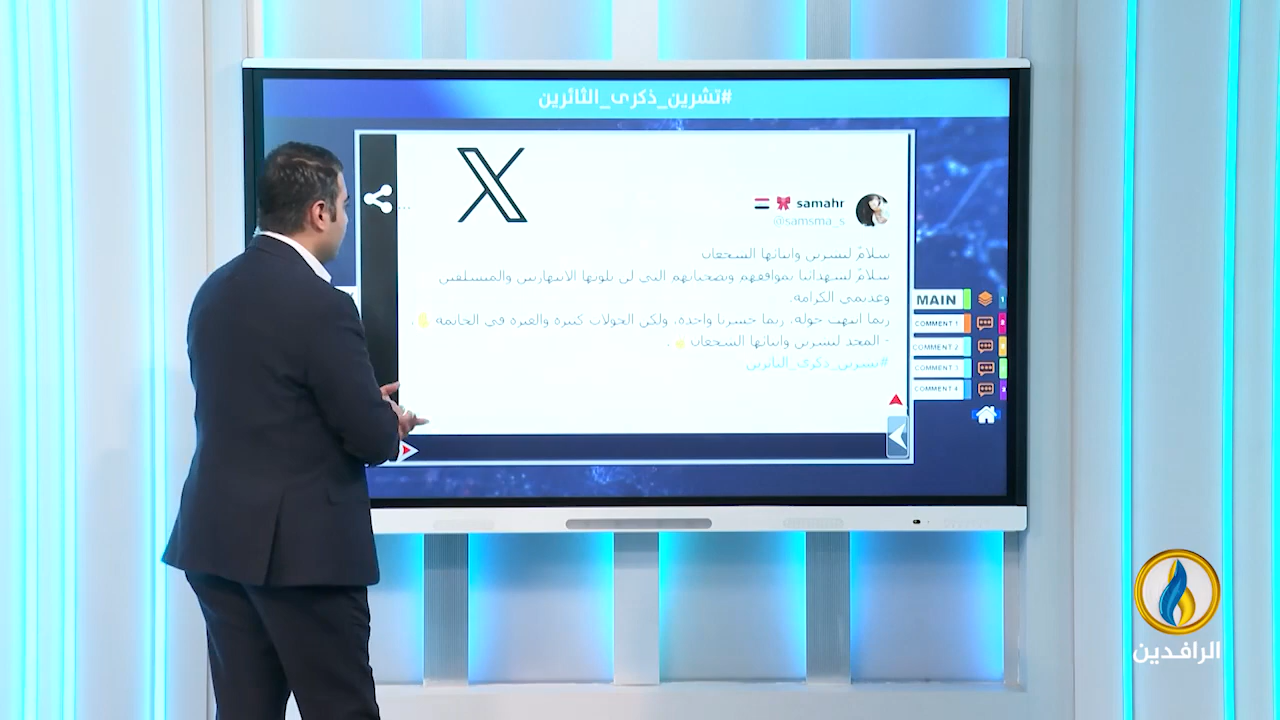 #تشرين_ذكرى_الثائرين
samahr
@samsma_s
سلامٌ لتشرين وابنائها الشجعان
سلامٌ لشهدائنا بمواقفهم وتضحياتهم التي لن يلوثها الانتهازيين والمتسلقين
وعديمي الكرامة.
ربما انتهت جولة، ربما خسرنا واحدة، ولكن الجولات كثيرة والعبرة في الخاتمة ✋.
- المجد لتشرين وابنائها الشجعان ☝.
#تشرين_ذكرى_الثائرين
MAIN
COMMENT 1
COMMENT 2
COMMENT 3
COMMENT 4
الرافدين